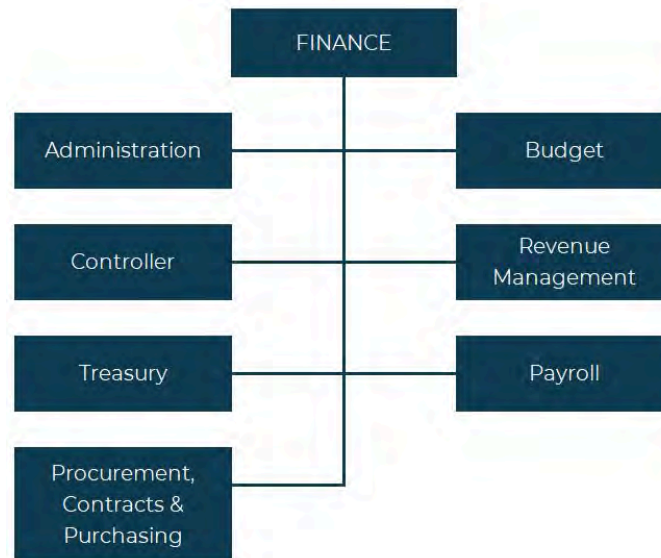 FINANCE
Administration
Budget
Controller
Revenue
Management
Treasury
Payroll
Procurement,
Contracts &
Purchasing